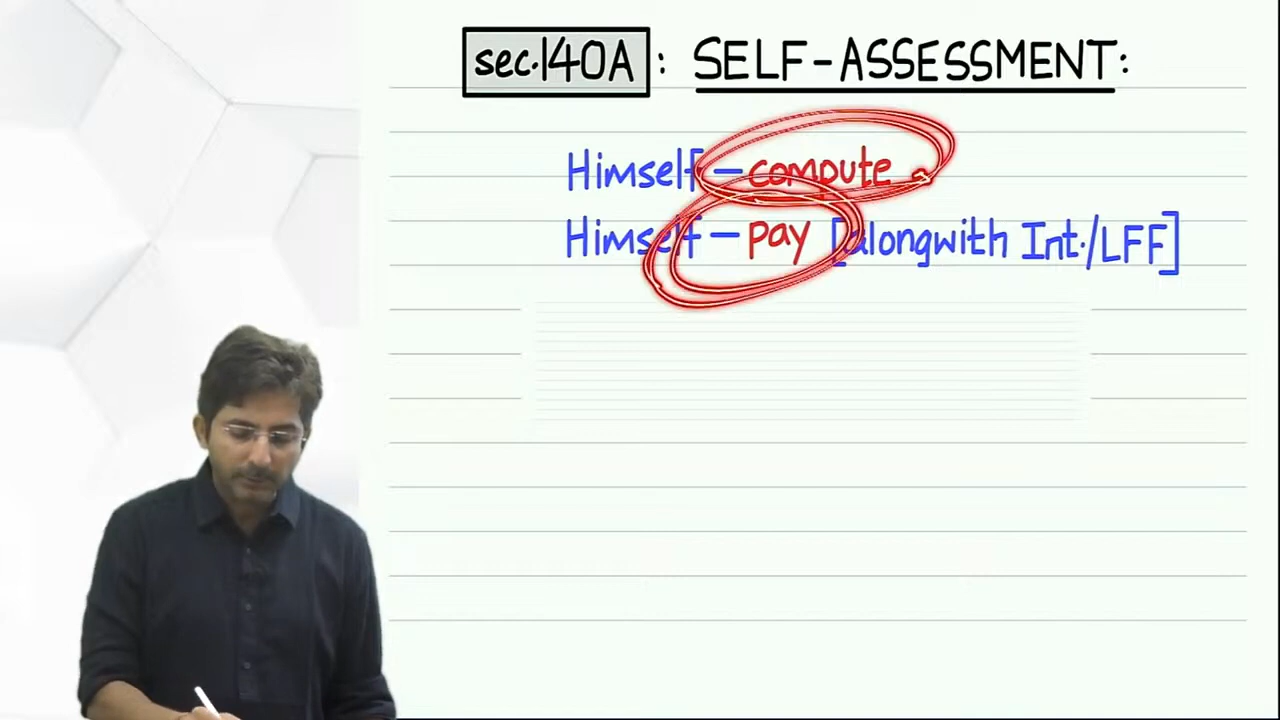 sec.140A : SELF-ASSESSMENT:
Himself - compute
Himself - pay [alongwith Int./LFF]